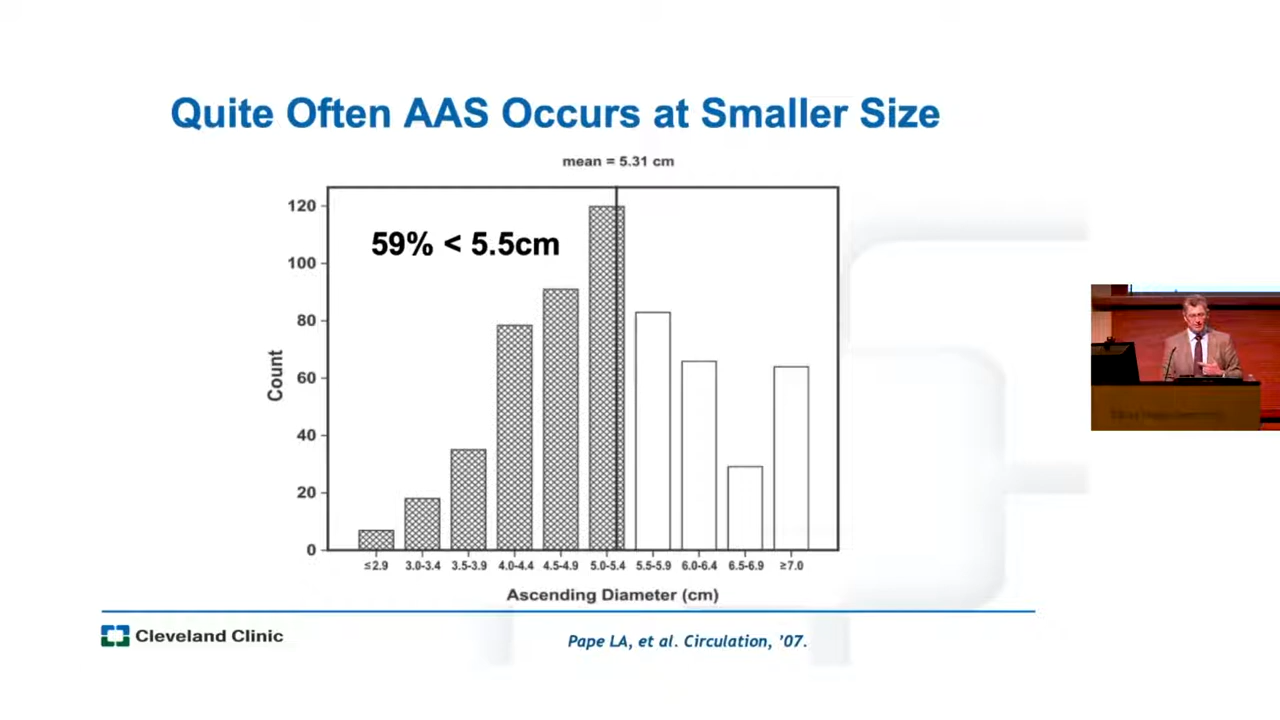 Quite Often AAS Occurs at Smaller Size
mean = 5.31 cm
59% < 5.5cm
Count
120
100
80
60
40
20
0
≤2.9 3.0-3.4 3.5-3.9 4.0-4.4 4.5-4.9 5.0-5.4 5.5-5.9 6.0-6.4 6.5-6.9 ≥7.0
Ascending Diameter (cm)
Cleveland Clinic
Pape LA, et al. Circulation, ’07.